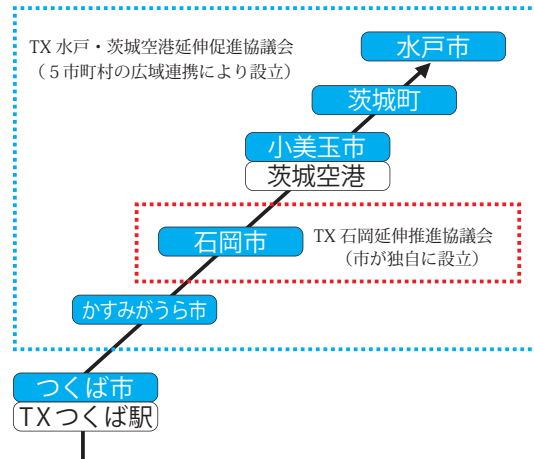 TX 水戸・茨城空港延伸促進協議会
（５市町村の広域連携により設立）
水戸市
茨城町
小美玉市
茨城空港
石岡市
TX 石岡延伸推進協議会
（市が独自に設立）
かすみがうら市
つくば市
TXつくば駅